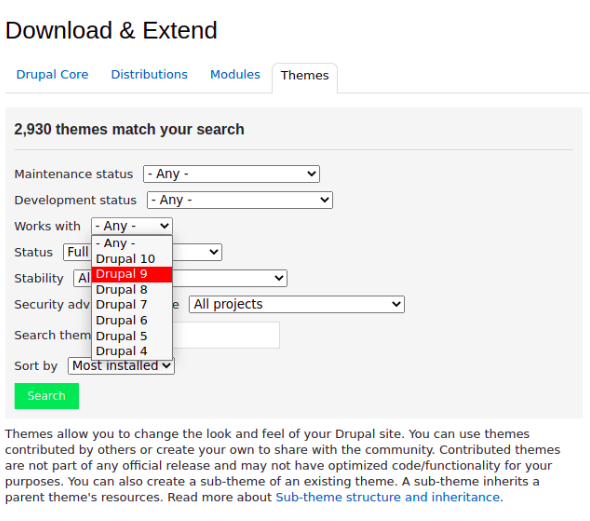 Download & Extend
Drupal Core Distributions Modules Themes
2,930 themes match your search
Maintenance status - Any -
Development status - Any -
Works with - Any -
- Any -
Drupal 10
Drupal 9
Drupal 8
Drupal 7
Drupal 6
Drupal 5
Drupal 4
Status Full
Stability Al
Security adv e All projects
Search them
Sort by Most installed
Search
Themes allow you to change the look and feel of your Drupal site. You can use themes
contributed by others or create your own to share with the community. Contributed themes
are not part of any official release and may not have optimized code/functionality for your
purposes. You can also create a sub-theme of an existing theme. A sub-theme inherits a
parent theme's resources. Read more about Sub-theme structure and inheritance.